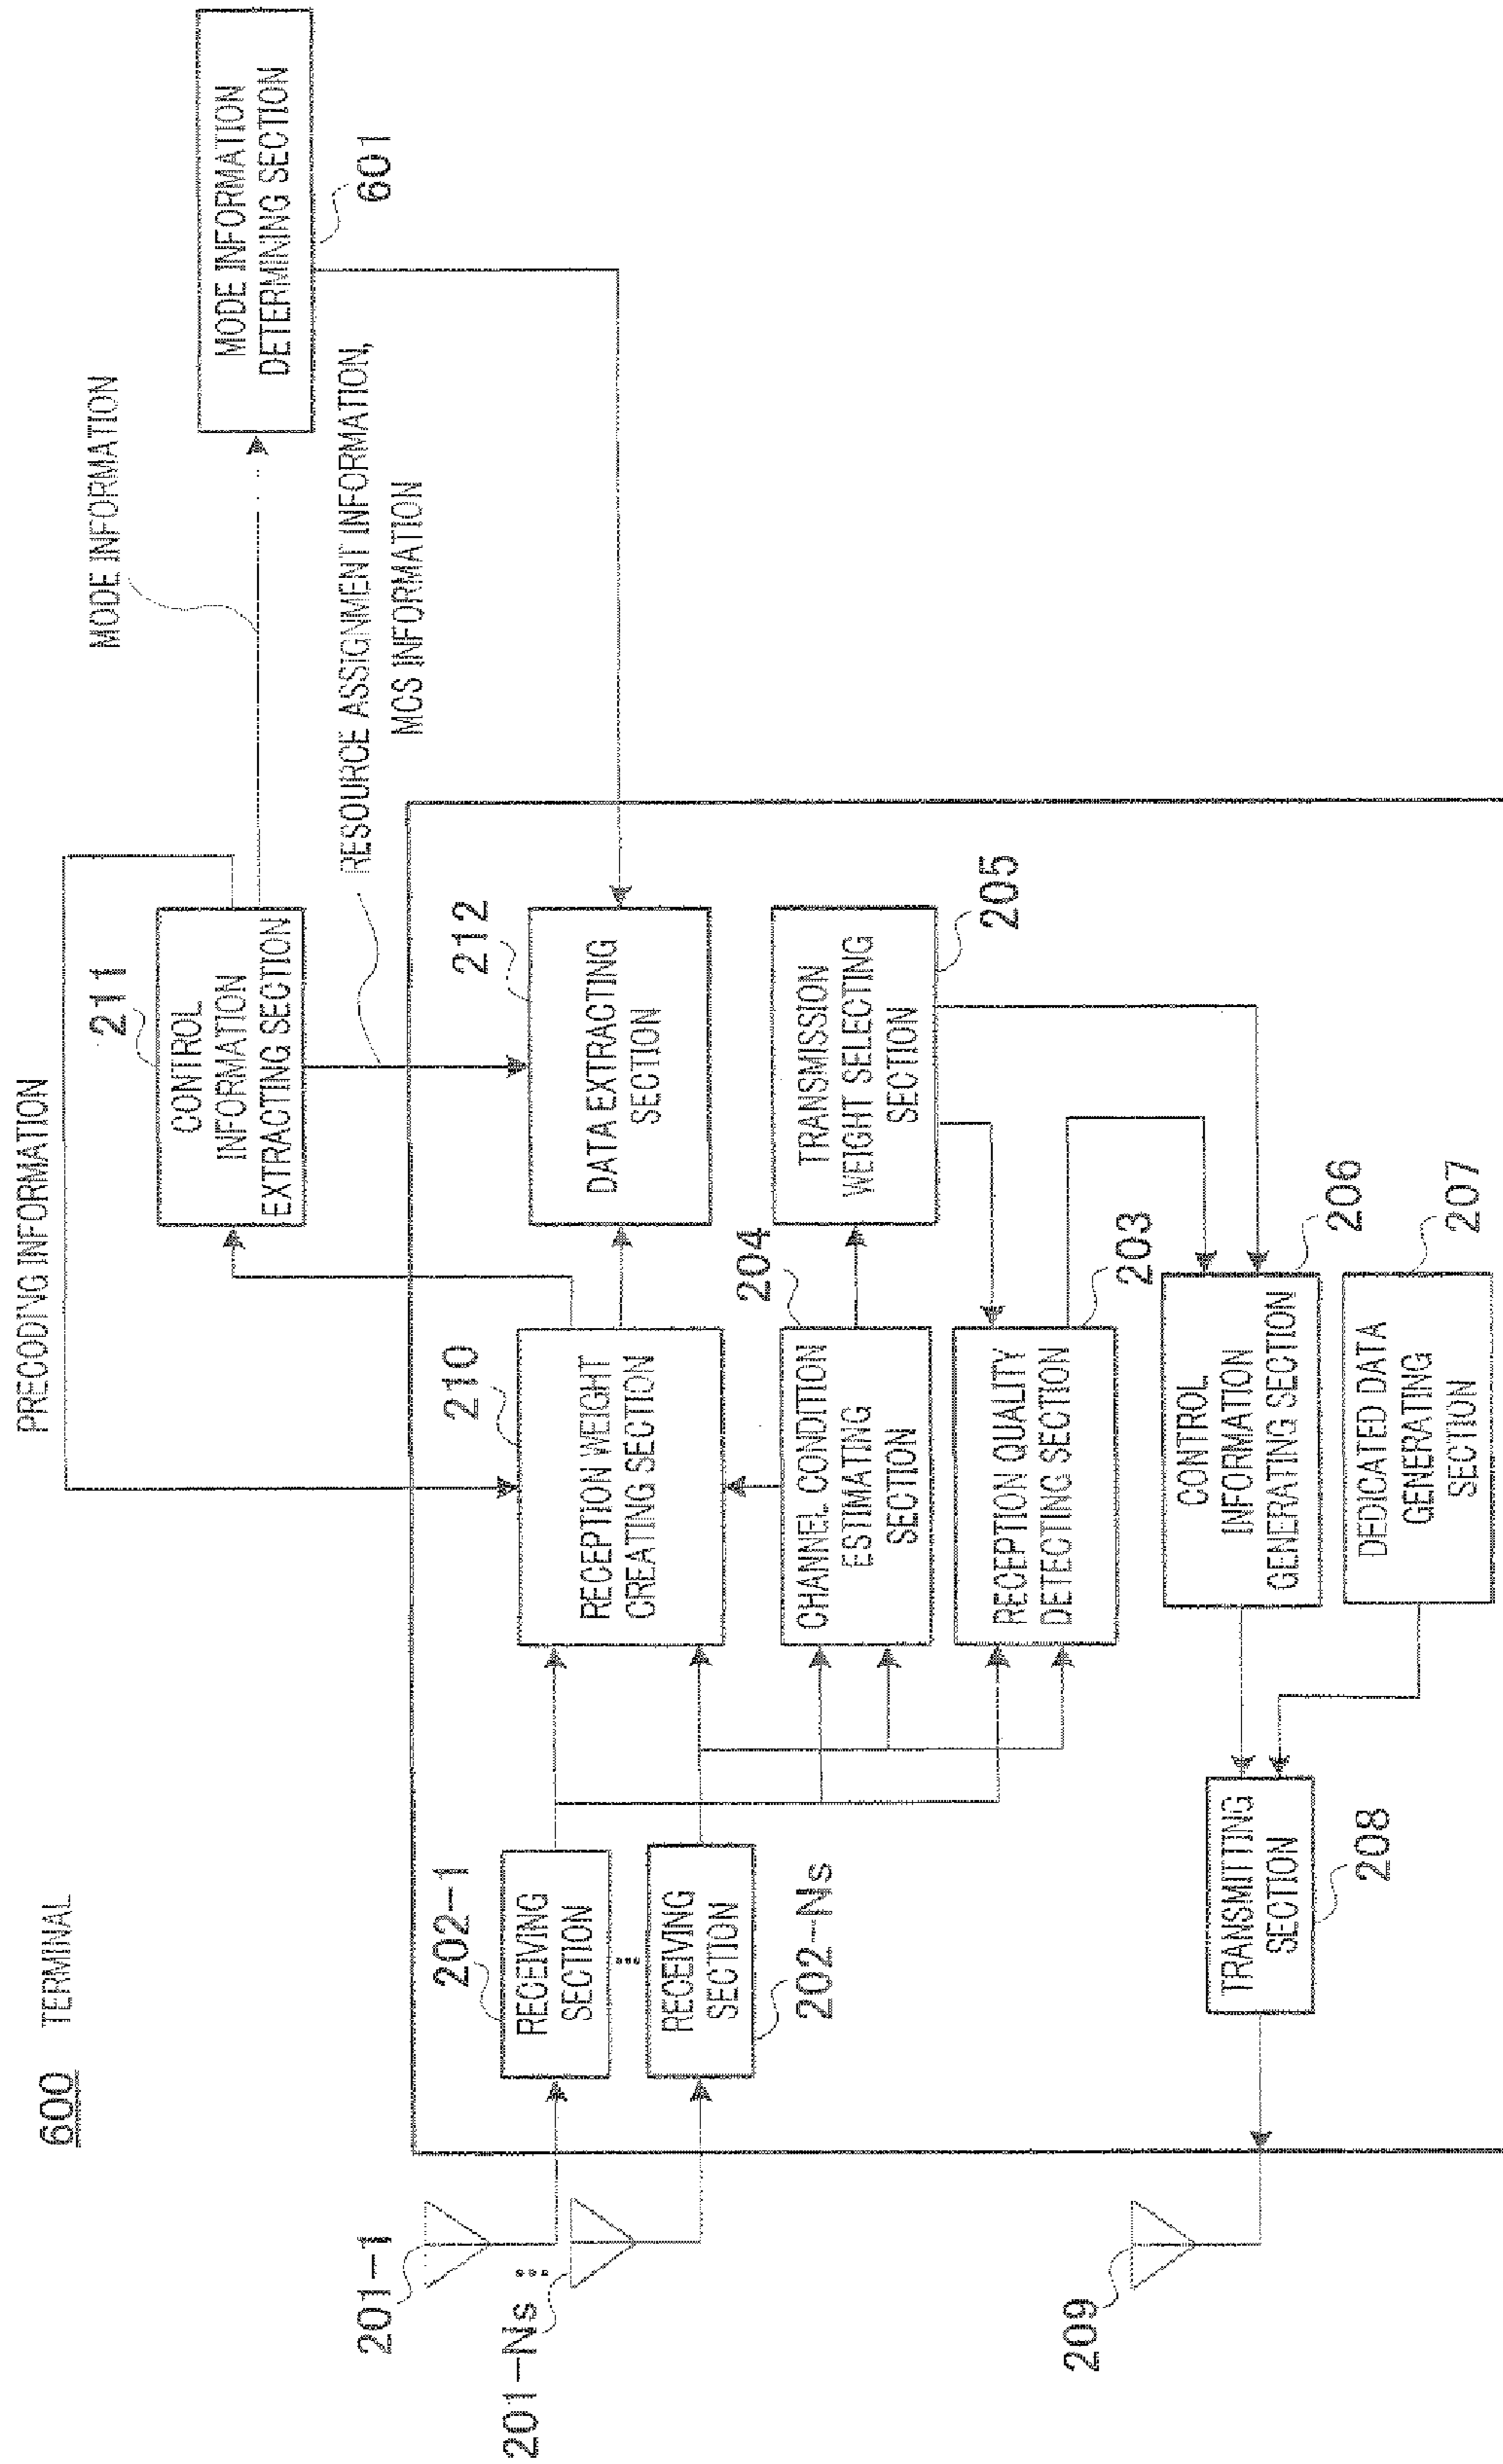 600 TERMINAL
PRECODING INFORMATION
211
CONTROL
INFORMATION
EXTRACTING SECTION
MODE INFORMATION
MODE INFORMATION
DETERMINING SECTION
601
RESOURCE ASSIGNMENT INFORMATION,
MCS INFORMATION
201-1
...
201-Ns
202-1
RECEIVING
SECTION
...
RECEIVING
SECTION
202-Ns
210
RECEPTION WEIGHT
CREATING SECTION
212
DATA EXTRACTING
SECTION
204
CHANNEL CONDITION
ESTIMATING
SECTION
TRANSMISSION
WEIGHT SELECTING
SECTION
205
RECEPTION QUALITY
DETECTING SECTION
203
CONTROL
INFORMATION
GENERATING SECTION
206
DEDICATED DATA
GENERATING
SECTION
207
TRANSMITTING
SECTION
208
209